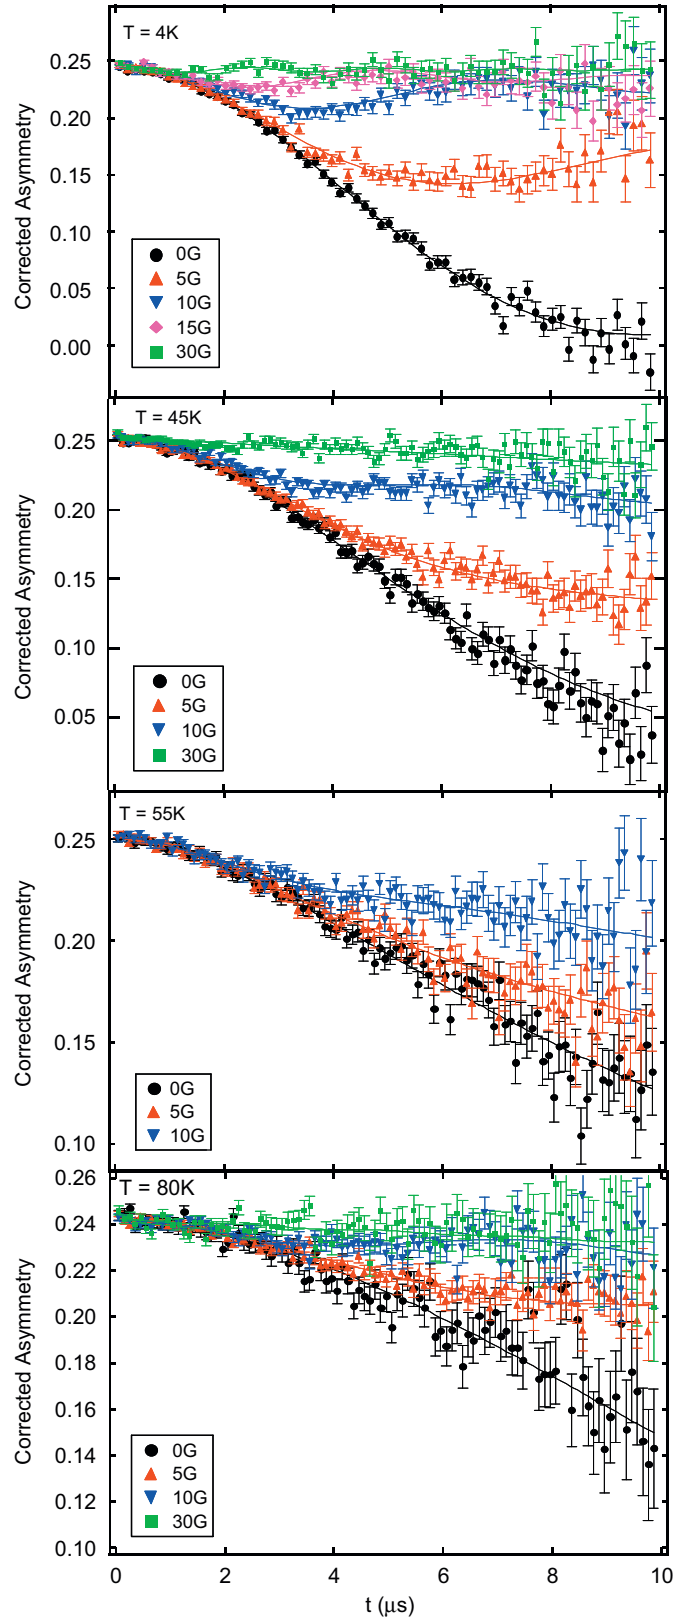 T = 4K
Corrected Asymmetry
0.25
0.20
0.15
0.10
0.05
0.00
0G
5G
10G
15G
30G
T = 45K
Corrected Asymmetry
0.25
0.20
0.15
0.10
0.05
0G
5G
10G
30G
T = 55K
Corrected Asymmetry
0.25
0.20
0.15
0.10
0G
5G
10G
T = 80K
Corrected Asymmetry
0.26
0.24
0.22
0.20
0.18
0.16
0.14
0.12
0.10
0G
5G
10G
30G
0 2 4 6 8 10
t (μs)